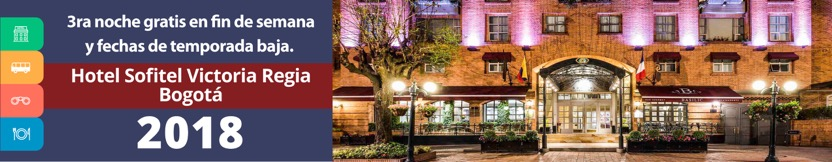 3ra noche gratis en fin de semana
y fechas de temporada baja.
Hotel Sofitel Victoria Regia
Bogotá
2018